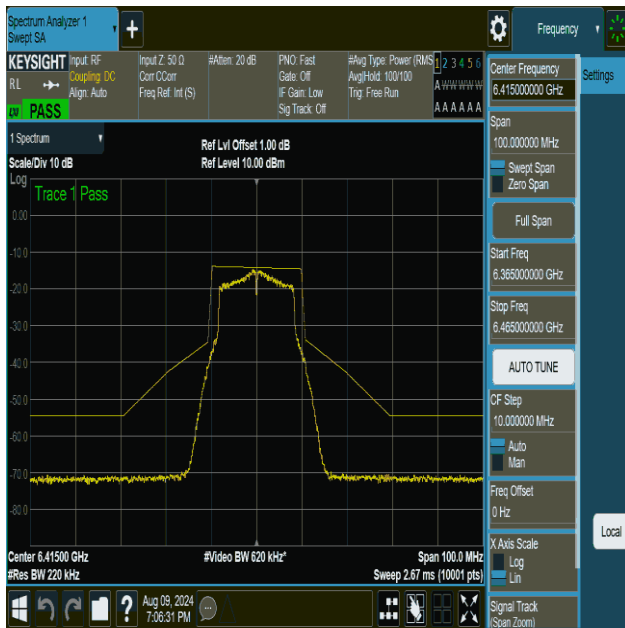 Spectrum Analyzer 1
Swept SA
+
Frequency
KEYSIGHT
RL
PASS
Input: RF
Coupling: DC
Align: Auto
Input Z: 50 Ω
Corr CCorr
Freq Ref: Int (S)
#Atten: 20 dB
PNO: Fast
Gate: Off
IF Gain: Low
Sig Track: Off
#Avg Type: Power (RMS
Avg|Hold: 100/100
Trig: Free Run
1 2 3 4 5 6
A W W W W W
A A A A A A
Center Frequency
6.415000000 GHz
Settings
Span
100.000000 MHz
Swept Span
Zero Span
Full Span
Start Freq
6.365000000 GHz
Stop Freq
6.465000000 GHz
AUTO TUNE
CF Step
10.000000 MHz
Auto
Man
Freq Offset
0 Hz
X Axis Scale
Log
Lin
Signal Track
(Span Zoom)
Local
1 Spectrum
Scale/Div 10 dB
Ref Lvl Offset 1.00 dB
Ref Level 10.00 dBm
Log
Trace 1 Pass
0.00
-10.0
-20.0
-30.0
-40.0
-50.0
-60.0
-70.0
-80.0
Center 6.41500 GHz
#Res BW 220 kHz
#Video BW 620 kHz*
Span 100.0 MHz
Sweep 2.67 ms (10001 pts)
?
Aug 09, 2024
7:06:31 PM